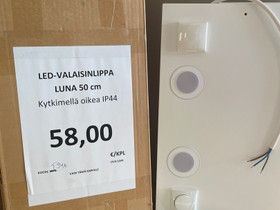 LED-VALAISINLIPPA
LUNA 50 cm
Kytkimellä oikea IP44
58,00
€/KPL